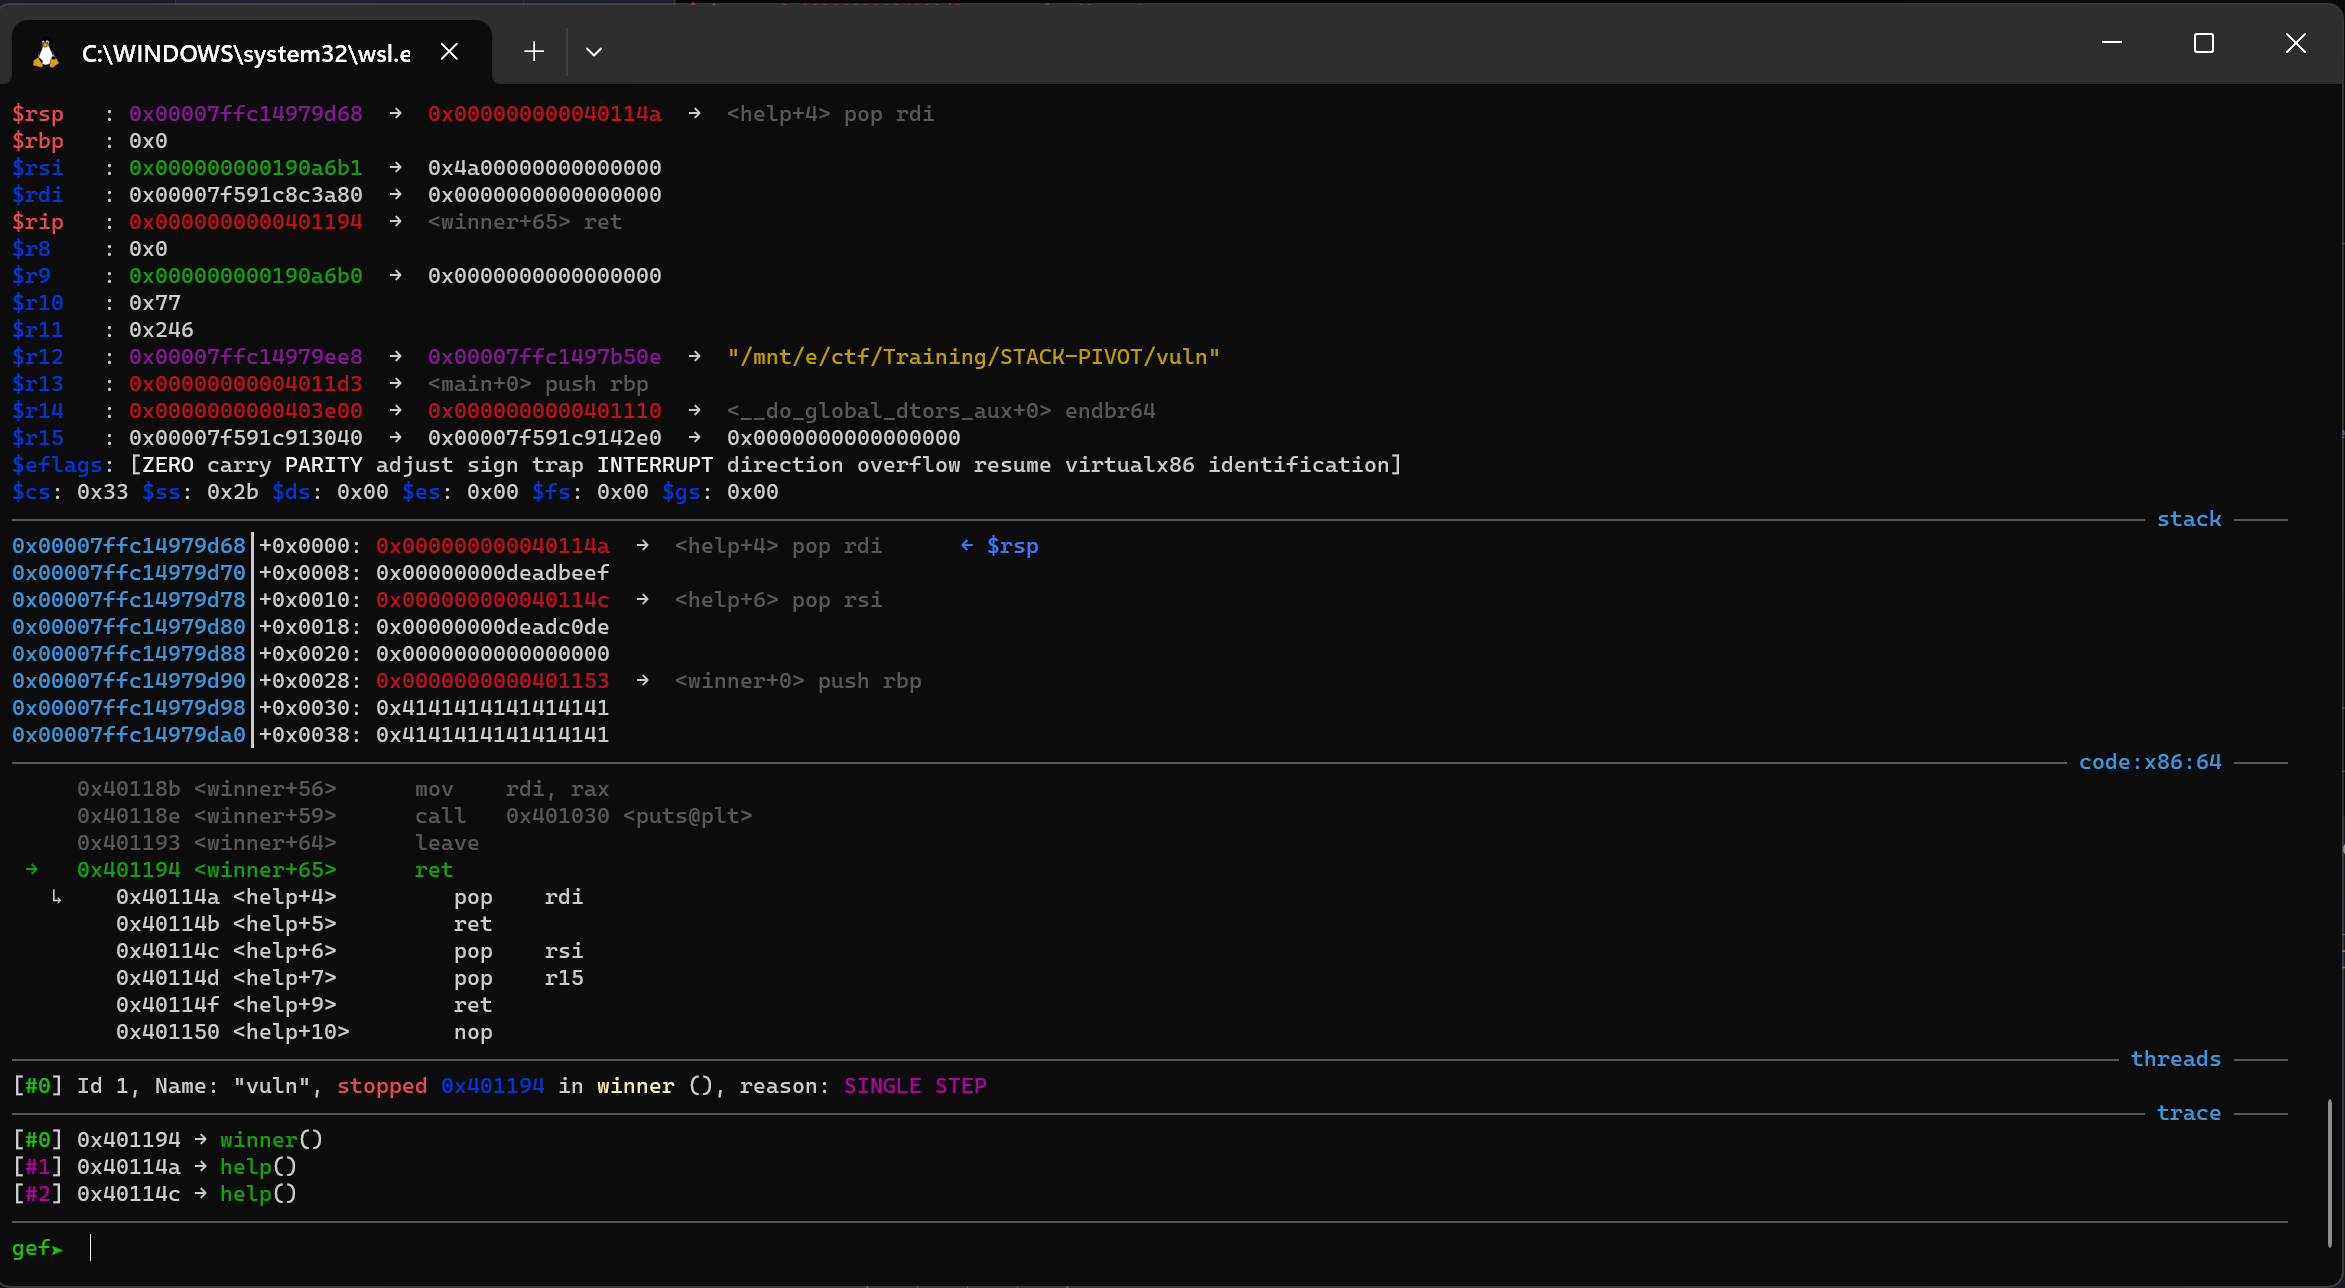 C:\WINDOWS\system32\wsl.e
$rsp   : 0x00007ffc14979d68  →  0x000000000040114a  →  <help+4> pop rdi
$rbp   : 0x0
$rsi   : 0x000000000190a6b1  →  0x4a00000000000000
$rdi   : 0x00007f591c8c3a80  →  0x0000000000000000
$rip   : 0x0000000000401194  →  <winner+65> ret
$r8    : 0x0
$r9    : 0x000000000190a6b0  →  0x0000000000000000
$r10   : 0x77
$r11   : 0x246
$r12   : 0x00007ffc14979ee8  →  0x00007ffc1497b50e  →  "/mnt/e/ctf/Training/STACK-PIVOT/vuln"
$r13   : 0x00000000004011d3  →  <main+0> push rbp
$r14   : 0x0000000000403e00  →  0x0000000000401110  →  <__do_global_dtors_aux+0> endbr64
$r15   : 0x00007f591c913040  →  0x00007f591c9142e0  →  0x0000000000000000
$eflags: [ZERO carry PARITY adjust sign trap INTERRUPT direction overflow resume virtualx86 identification]
$cs: 0x33 $ss: 0x2b $ds: 0x00 $es: 0x00 $fs: 0x00 $gs: 0x00
stack
0x00007ffc14979d68│+0x0000: 0x000000000040114a  →  <help+4> pop rdi      ← $rsp
0x00007ffc14979d70│+0x0008: 0x00000000deadbeef
0x00007ffc14979d78│+0x0010: 0x000000000040114c  →  <help+6> pop rsi
0x00007ffc14979d80│+0x0018: 0x00000000deadc0de
0x00007ffc14979d88│+0x0020: 0x0000000000000000
0x00007ffc14979d90│+0x0028: 0x0000000000401153  →  <winner+0> push rbp
0x00007ffc14979d98│+0x0030: 0x4141414141414141
0x00007ffc14979da0│+0x0038: 0x4141414141414141
code:x86:64
0x40118b <winner+56>      mov    rdi, rax
0x40118e <winner+59>      call   0x401030 <puts@plt>
0x401193 <winner+64>      leave
→   0x401194 <winner+65>      ret
↳    0x40114a <help+4>         pop    rdi
0x40114b <help+5>         ret
0x40114c <help+6>         pop    rsi
0x40114d <help+7>         pop    r15
0x40114f <help+9>         ret
0x401150 <help+10>        nop
threads
[#0] Id 1, Name: "vuln", stopped 0x401194 in winner (), reason: SINGLE STEP
trace
[#0] 0x401194 → winner()
[#1] 0x40114a → help()
[#2] 0x40114c → help()
gef➤